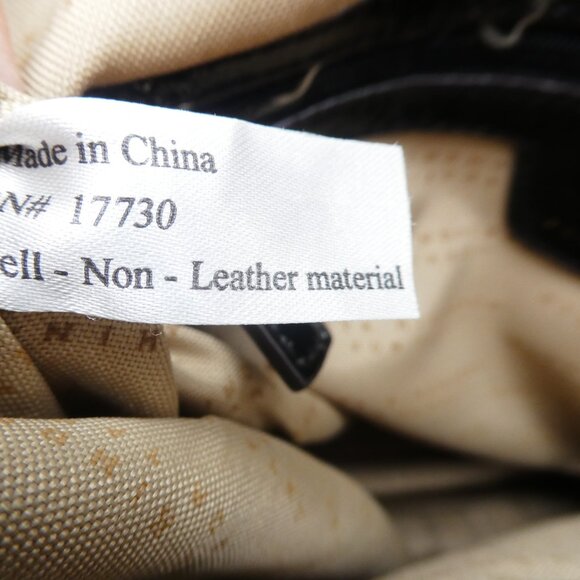 Made in China
N# 17730
ell - Non - Leather material